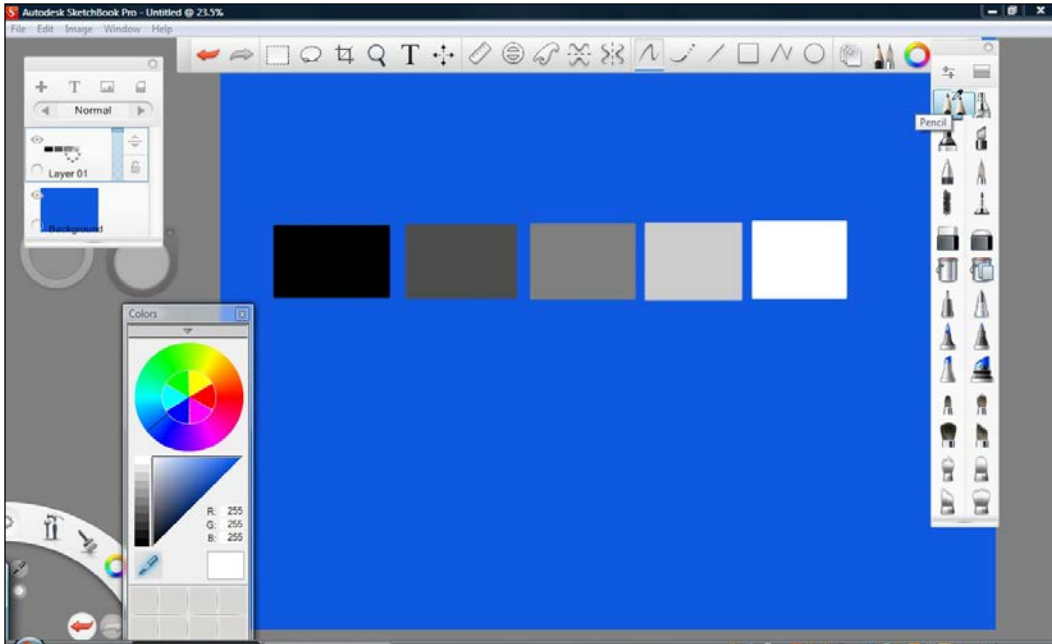 Autodesk SketchBook Pro - Untitled @ 23.5%
File Edit Image Window Help
T
T
Normal
Layer 01
Background
Pencil
Colors
R: 255
G: 255
B: 255